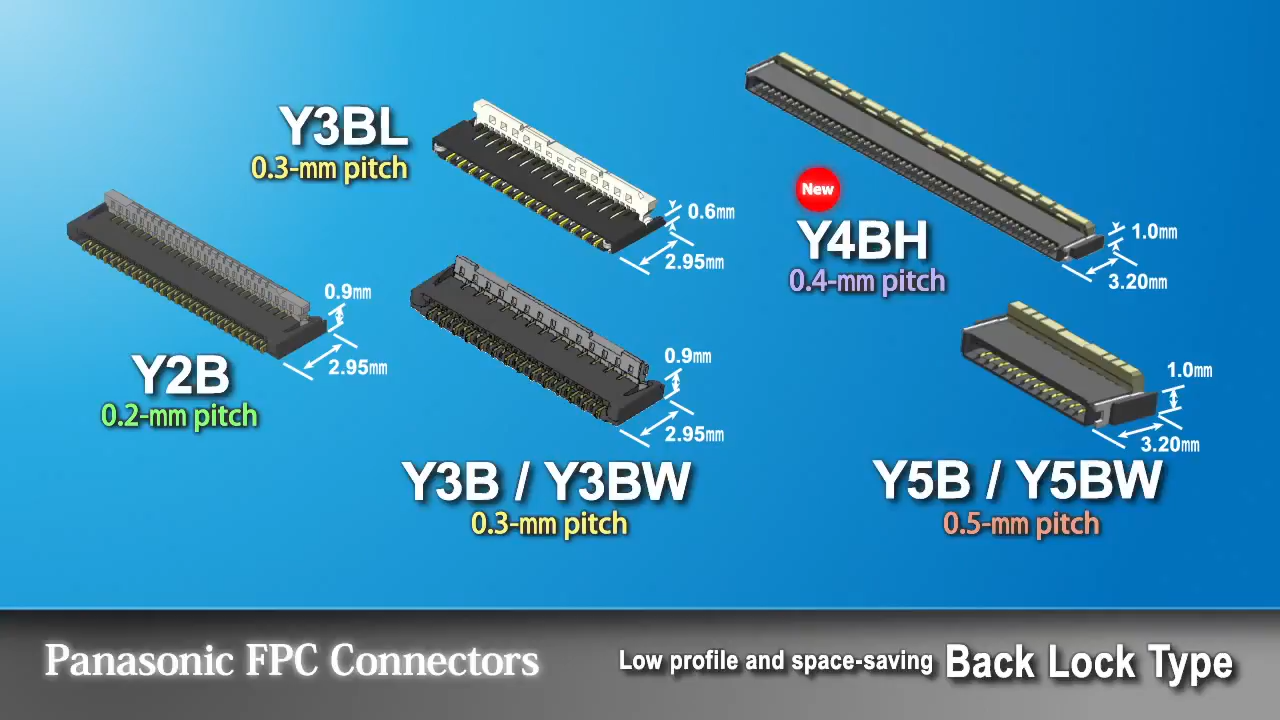 Y3BL
0.3-mm pitch
0.6mm
2.95mm
New
Y4BH
0.4-mm pitch
1.0mm
3.20mm
Y2B
0.2-mm pitch
0.9mm
2.95mm
0.9mm
2.95mm
Y3B / Y3BW
0.3-mm pitch
1.0mm
3.20mm
Y5B / Y5BW
0.5-mm pitch
Panasonic FPC Connectors
Low profile and space-saving Back Lock Type